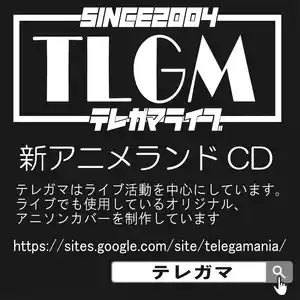 SINCE2004
TLGM
テレガマライブ
新アニメランド CD
テレガマはライブ活動を中心にしています。
ライブでも使用しているオリジナル、
アニソンカバーを制作しています
https://sites.google.com/site/telegamania/
テレガマ